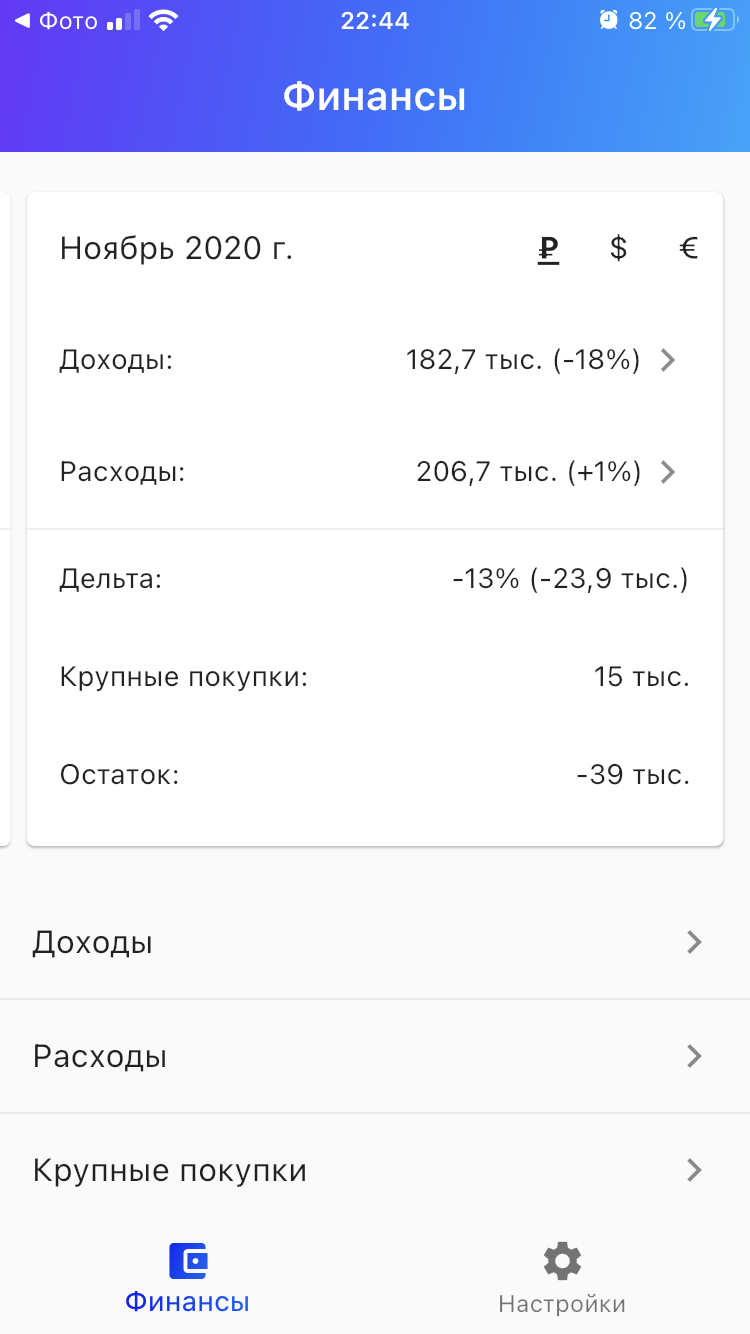 Фото 22:44 82 %
Финансы
Ноябрь 2020 г. ₽ $ €
Доходы: 182,7 тыс. (-18%)
Расходы: 206,7 тыс. (+1%)
Дельта: -13% (-23,9 тыс.)
Крупные покупки: 15 тыс.
Остаток: -39 тыс.
Доходы
Расходы
Крупные покупки
Финансы Настройки